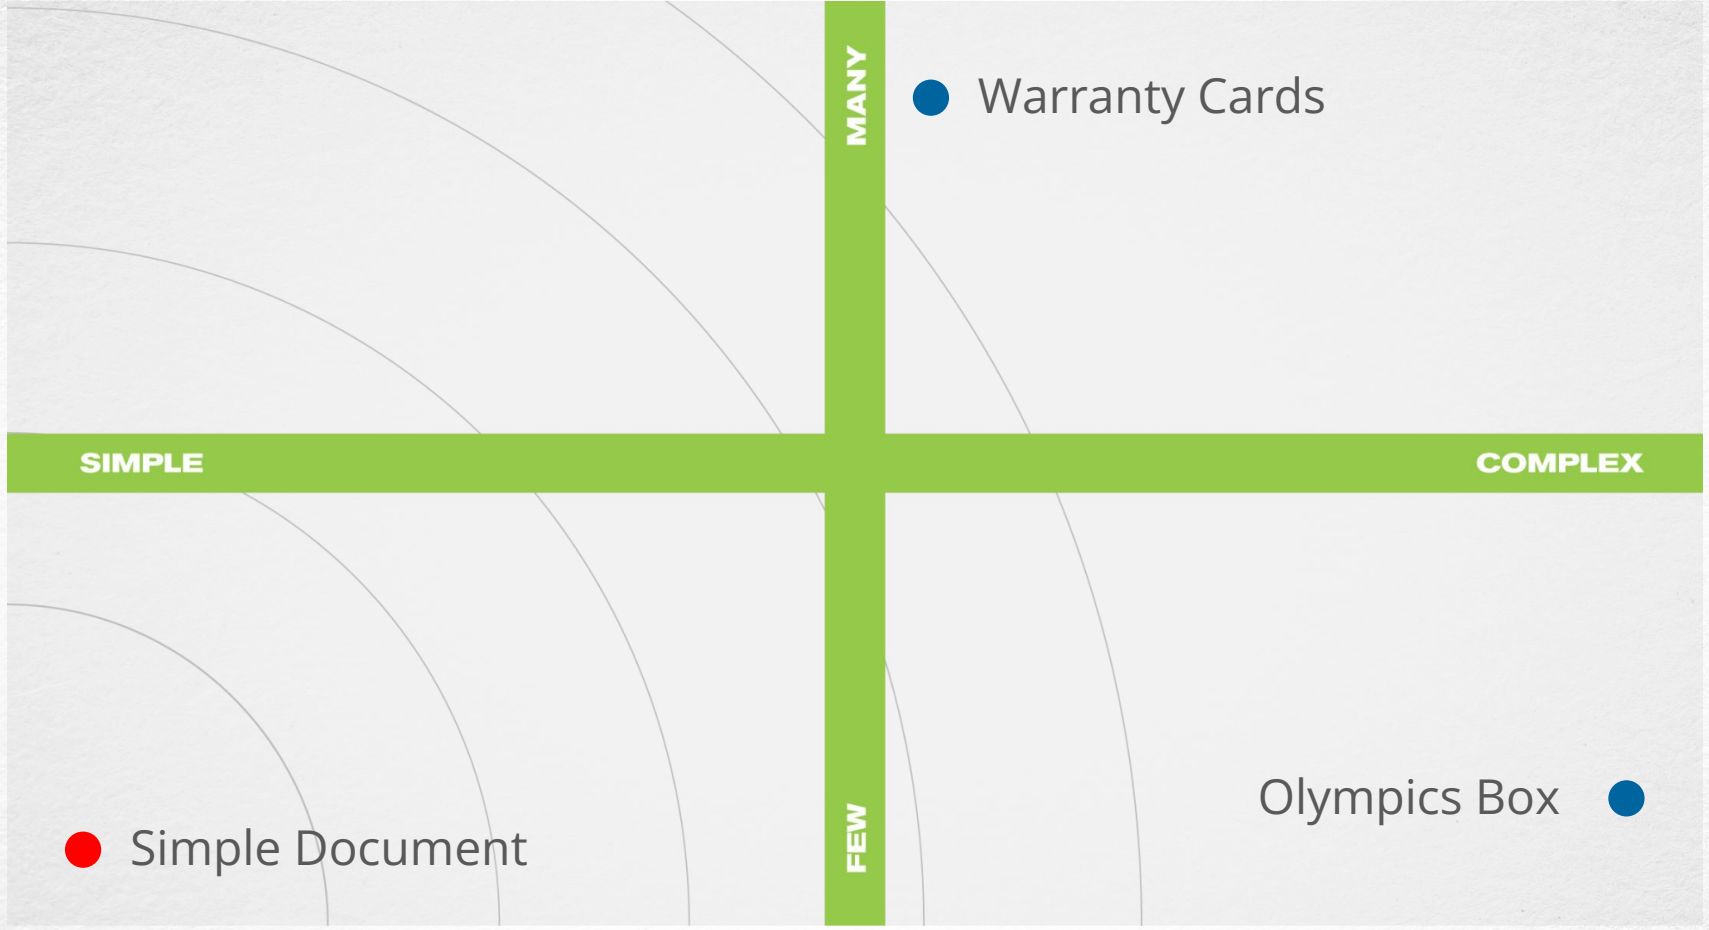 MANY
Warranty Cards
SIMPLE
COMPLEX
Olympics Box
FEW
Simple Document